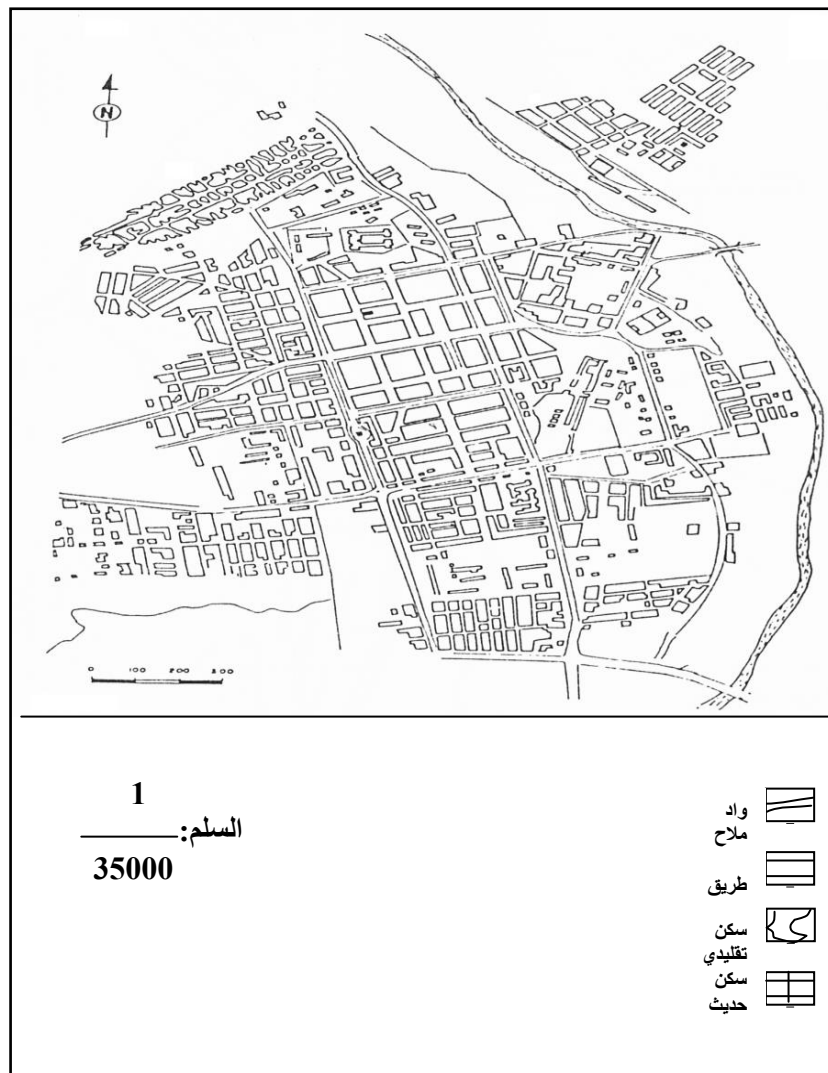 N
0 100 200 300
1
السلم:
35000
واد
ملاح
طريق
سكن
تقليدي
سكن
حديث